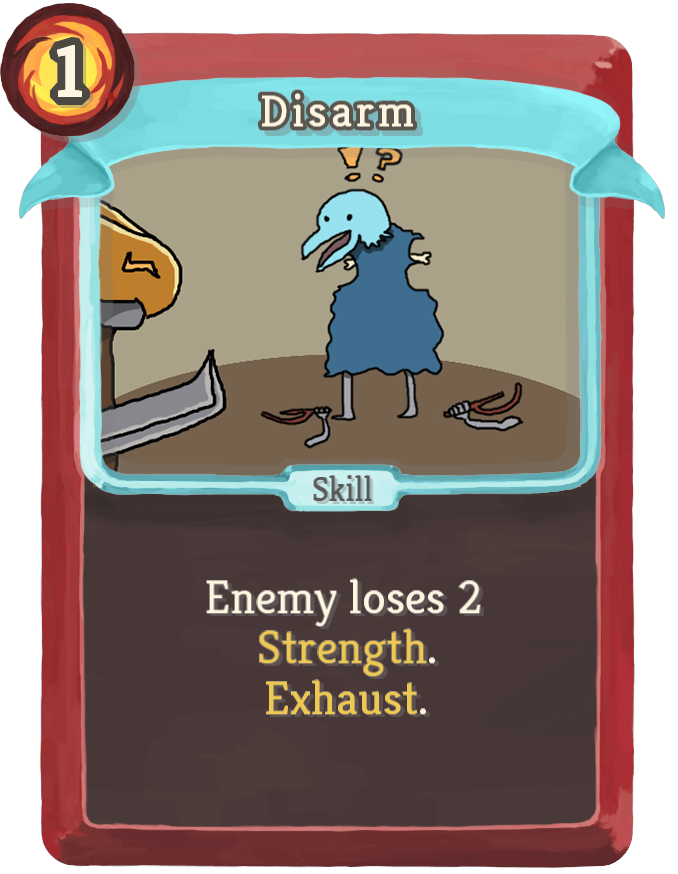 1
Disarm
! ?
Skill
Enemy loses 2
Strength.
Exhaust.